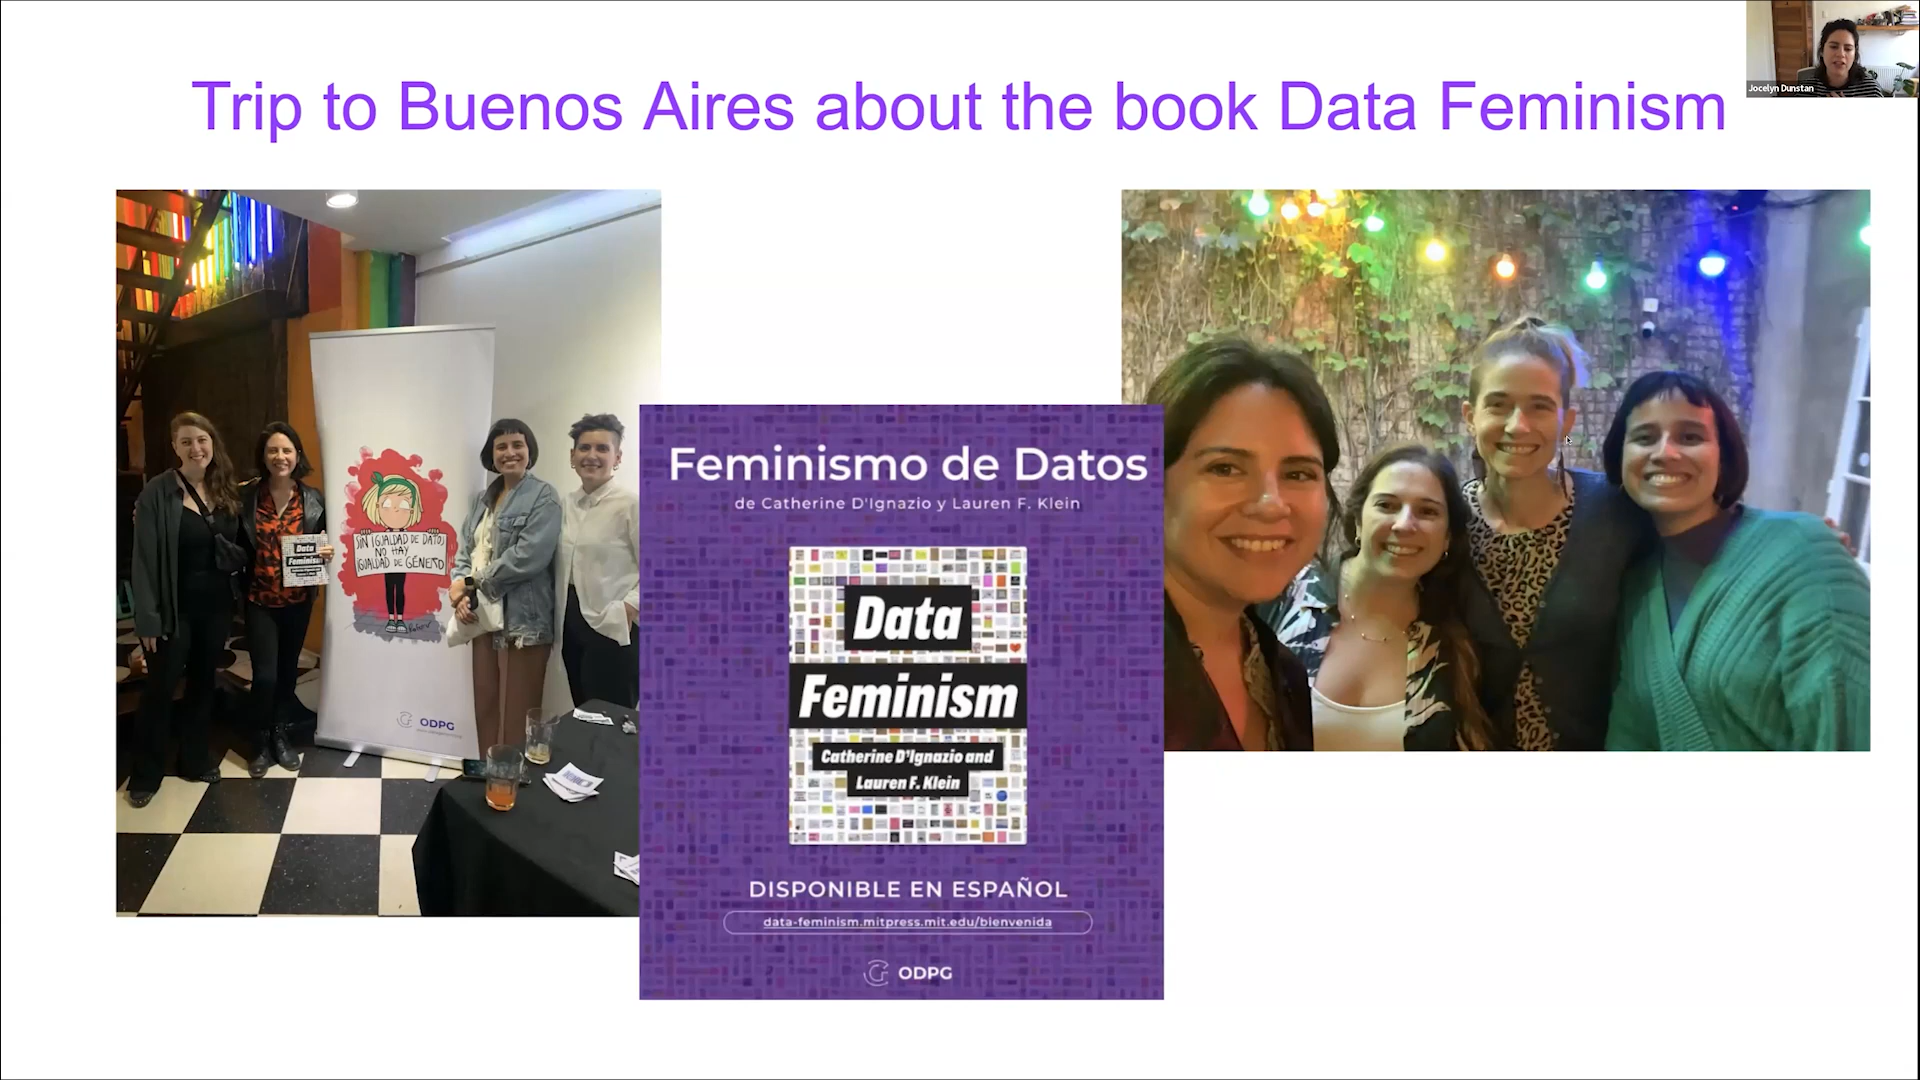 Trip to Buenos Aires about the book Data Feminism
Jocelyn Dunstan
Data
Feminism
SIN IGUALDAD DE DATOS
NO HAY
IGUALDAD DE GÉNERO
ODPG
Feminismo de Datos
de Catherine D'Ignazio y Lauren F. Klein
Data
Feminism
Catherine D'Ignazio and
Lauren F. Klein
DISPONIBLE EN ESPAÑOL
data-feminism.mitpress.mit.edu/bienvenida
ODPG